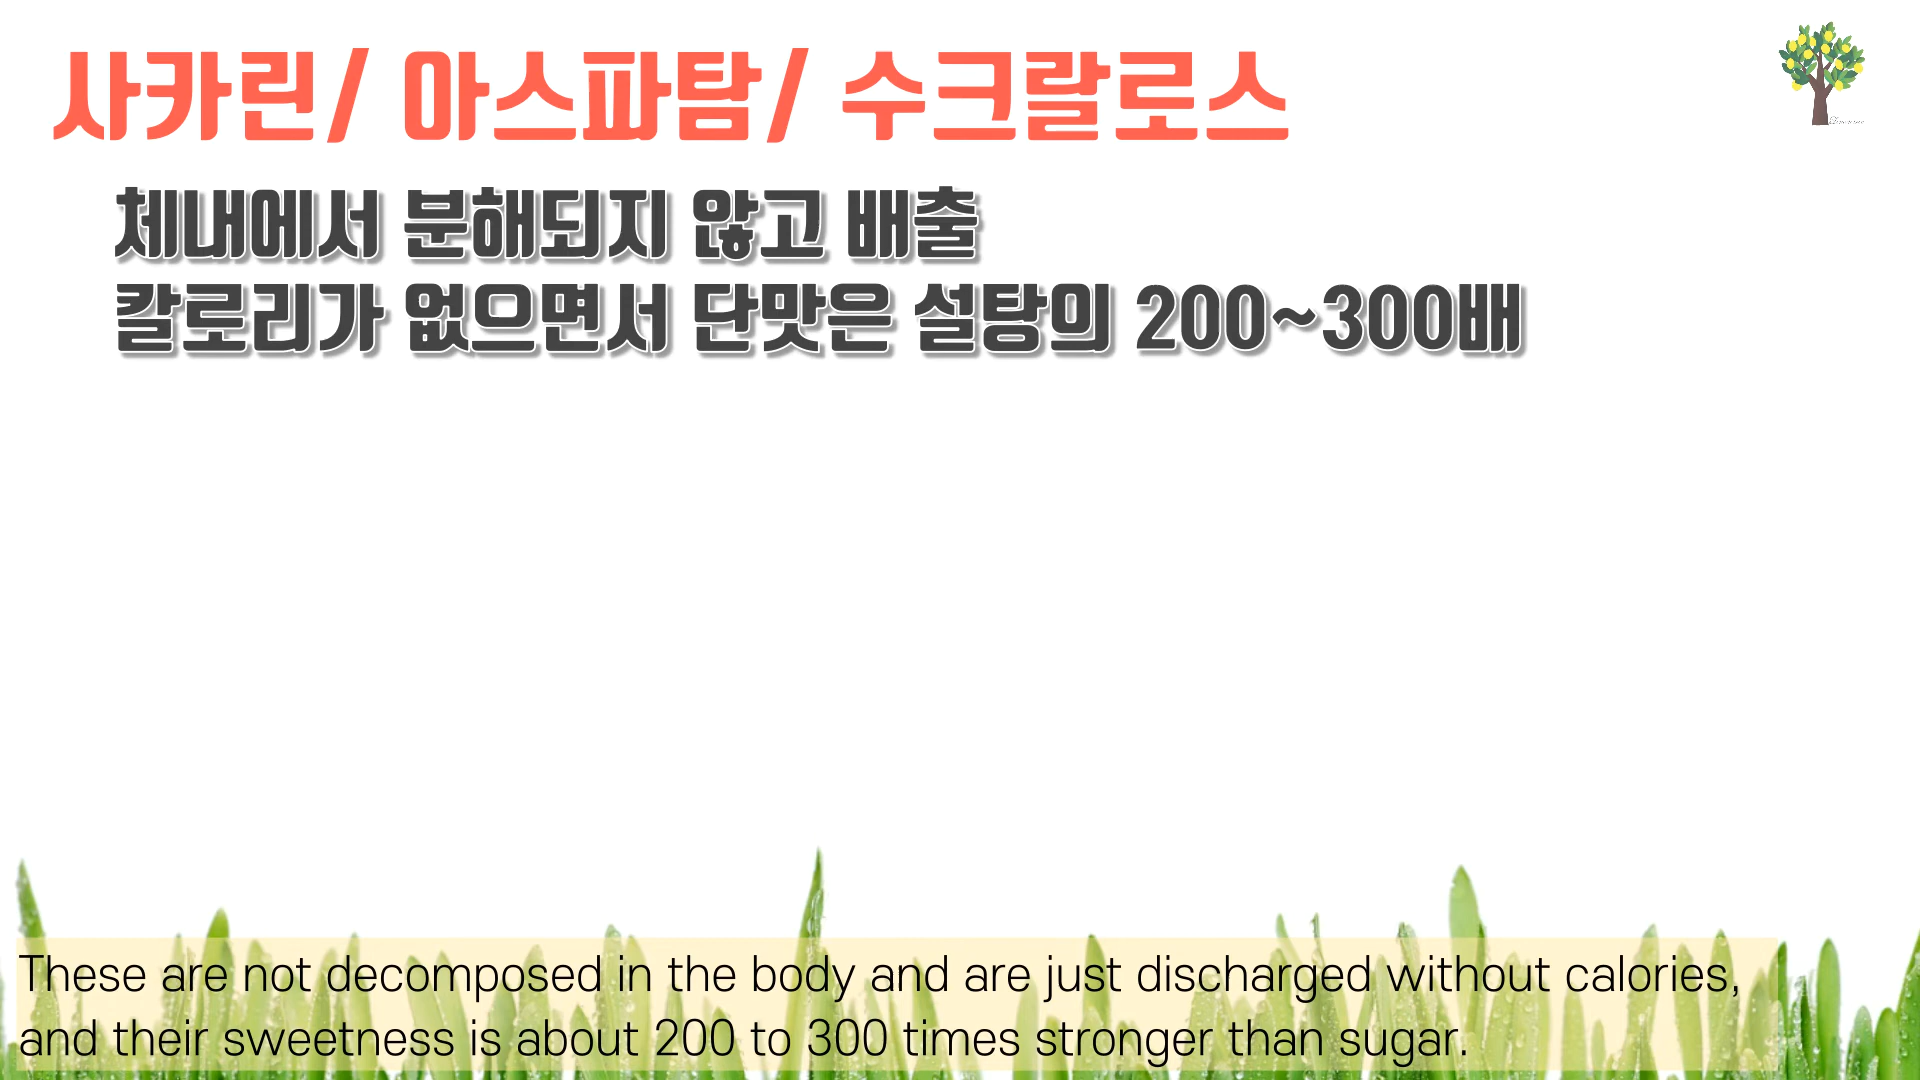 사카린/ 아스파탐/ 수크랄로스
체내에서 분해되지 않고 배출
칼로리가 없으면서 단맛은 설탕의 200~300배
These are not decomposed in the body and are just discharged without calories,
and their sweetness is about 200 to 300 times stronger than sugar.